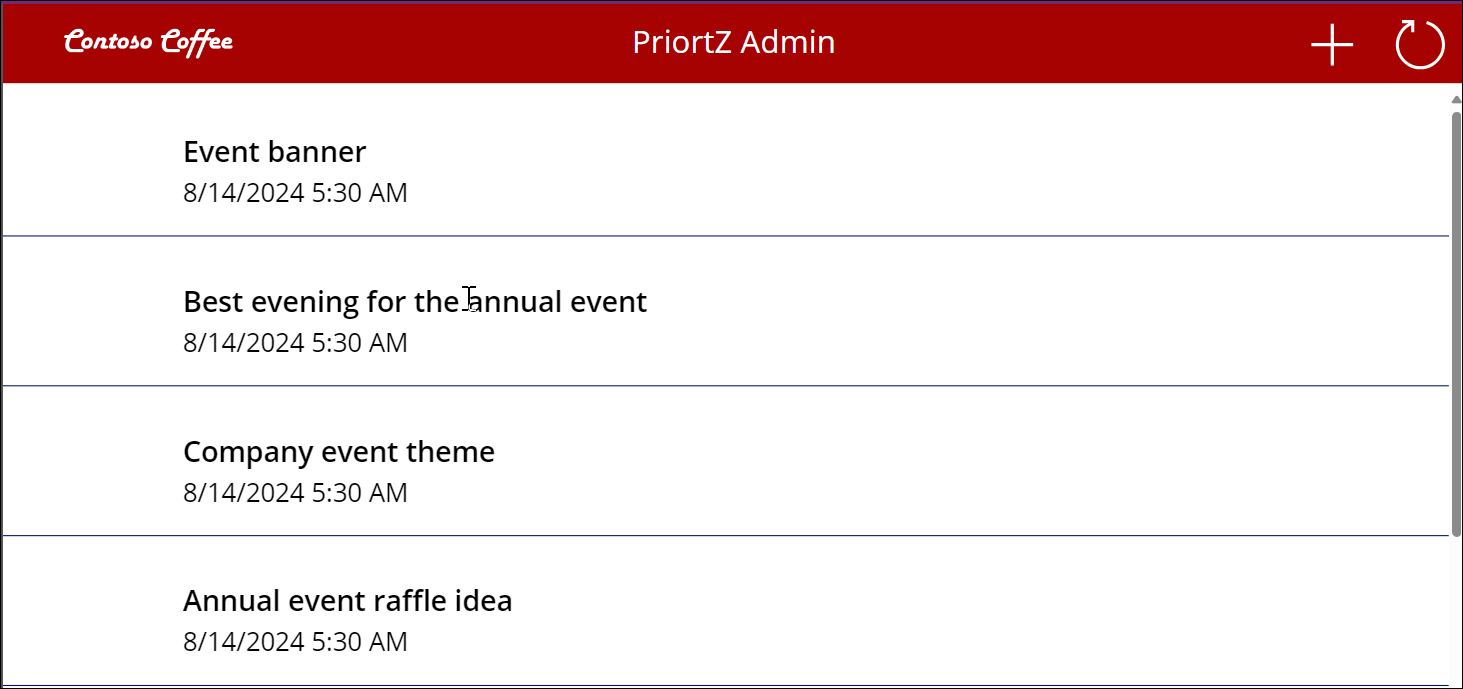 Contoso Coffee
PriortZ Admin
Event banner
8/14/2024 5:30 AM
Best evening for the annual event
8/14/2024 5:30 AM
Company event theme
8/14/2024 5:30 AM
Annual event raffle idea
8/14/2024 5:30 AM